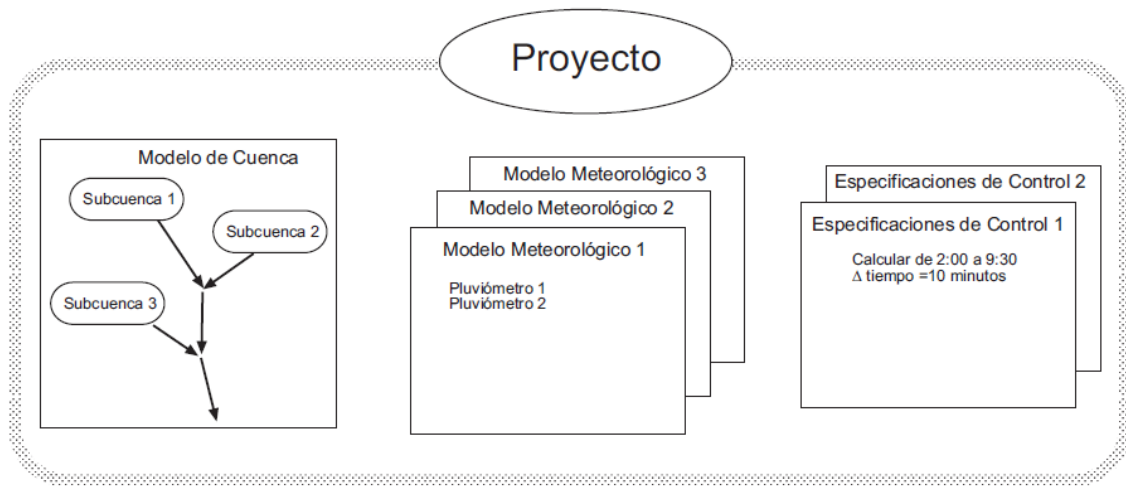 Proyecto
Modelo de Cuenca
Subcuenca 1
Subcuenca 2
Subcuenca 3
Modelo Meteorológico 3
Modelo Meteorológico 2
Modelo Meteorológico 1
Pluviómetro 1
Pluviómetro 2
Especificaciones de Control 2
Especificaciones de Control 1
Calcular de 2:00 a 9:30
Δ tiempo =10 minutos